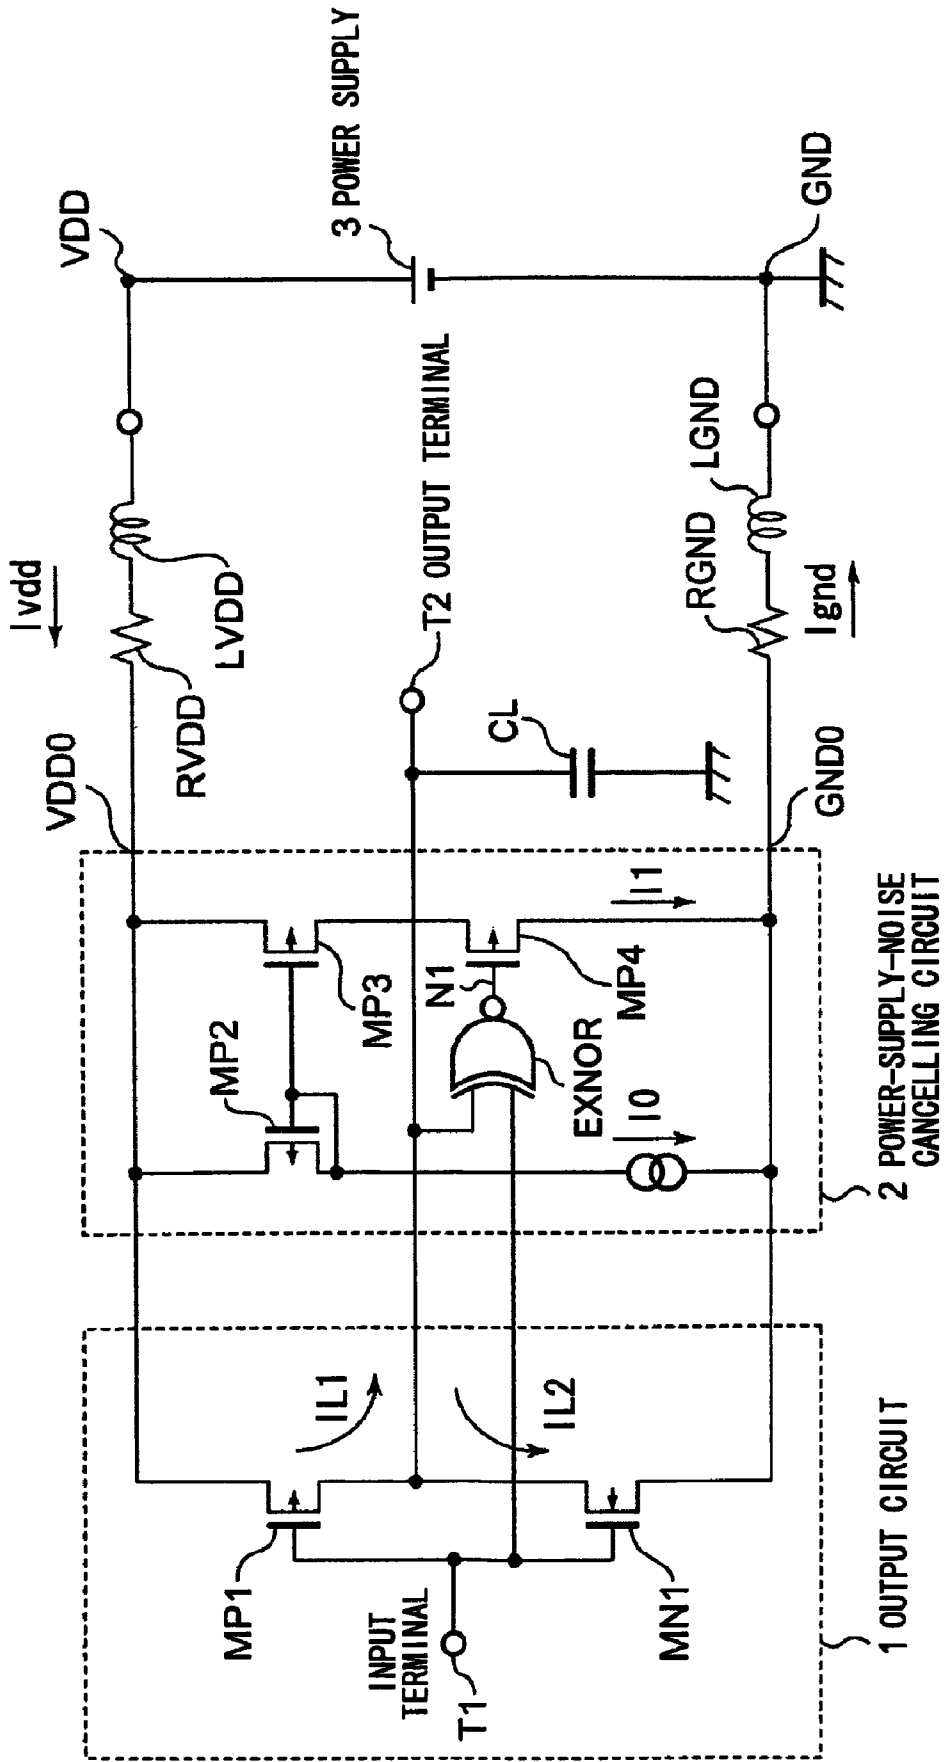 Ivdd
VDD
3 POWER SUPPLY
VDD0
RVDD
LVDD
T2 OUTPUT TERMINAL
CL
GND
LGND
RGND
Ignd
GND0
MP2
MP3
N1
MP4
I1
EXNOR
I0
2 POWER-SUPPLY-NOISE
CANCELLING CIRCUIT
IL1
IL2
MP1
INPUT
TERMINAL
T1
MN1
1 OUTPUT CIRCUIT